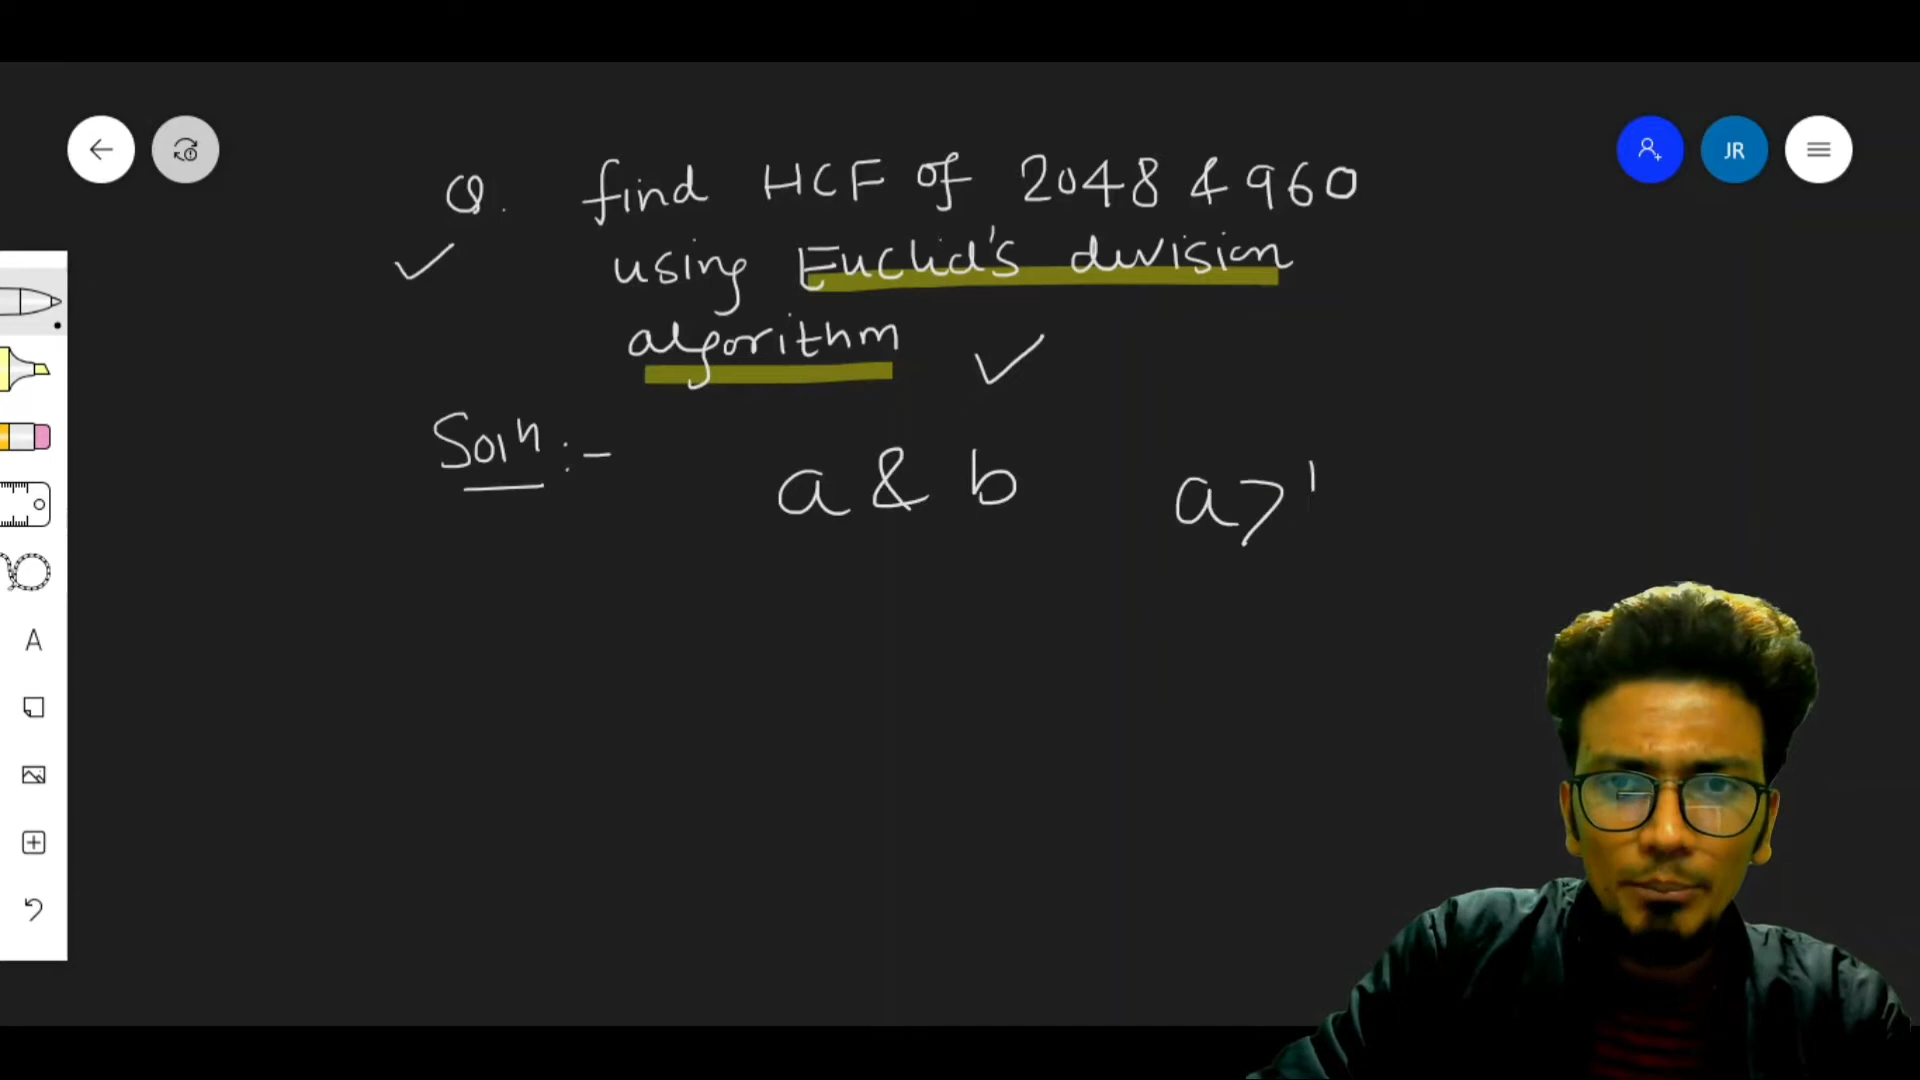 JR
Q. find HCF of 2048 & 960
using Euclid's division
algorithm
Soln :-
a & b a >
A